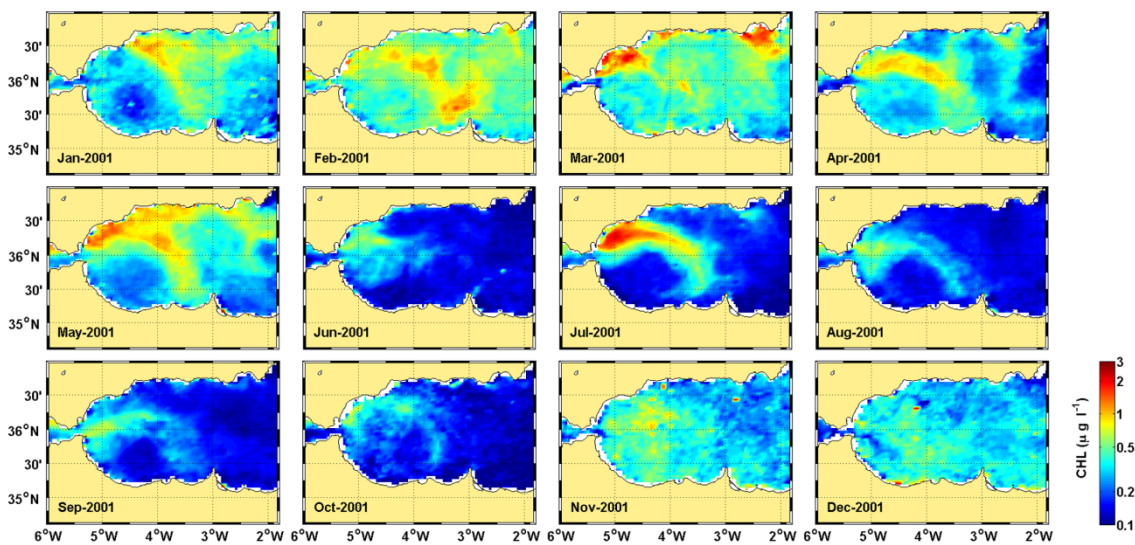 30'
36°N
30'
35°N
Jan-2001
Feb-2001
Mar-2001
Apr-2001
30'
36°N
30'
35°N
May-2001
Jun-2001
Jul-2001
Aug-2001
30'
36°N
30'
35°N
Sep-2001
Oct-2001
Nov-2001
Dec-2001
6°W 5°W 4°W 3°W 2°W
6°W 5°W 4°W 3°W 2°W
6°W 5°W 4°W 3°W 2°W
6°W 5°W 4°W 3°W 2°W
3
2
1
0.5
0.2
0.1
CHL (μ g l⁻¹)